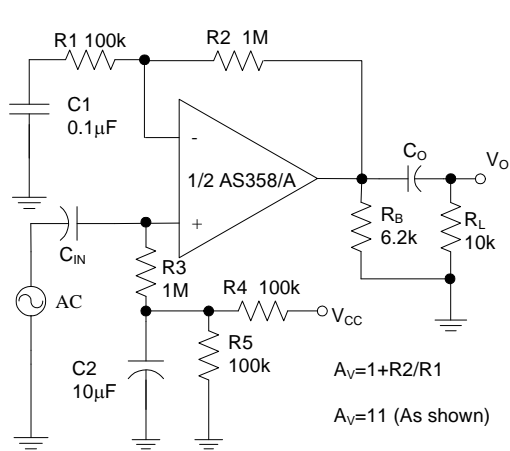 R1 100k
R2 1M
C1
0.1μF
-
1/2 AS358/A
+
CO
VO
RB
6.2k
RL
10k
CIN
R3
1M
R4 100k
VCC
AC
C2
10μF
R5
100k
AV=1+R2/R1
AV=11 (As shown)